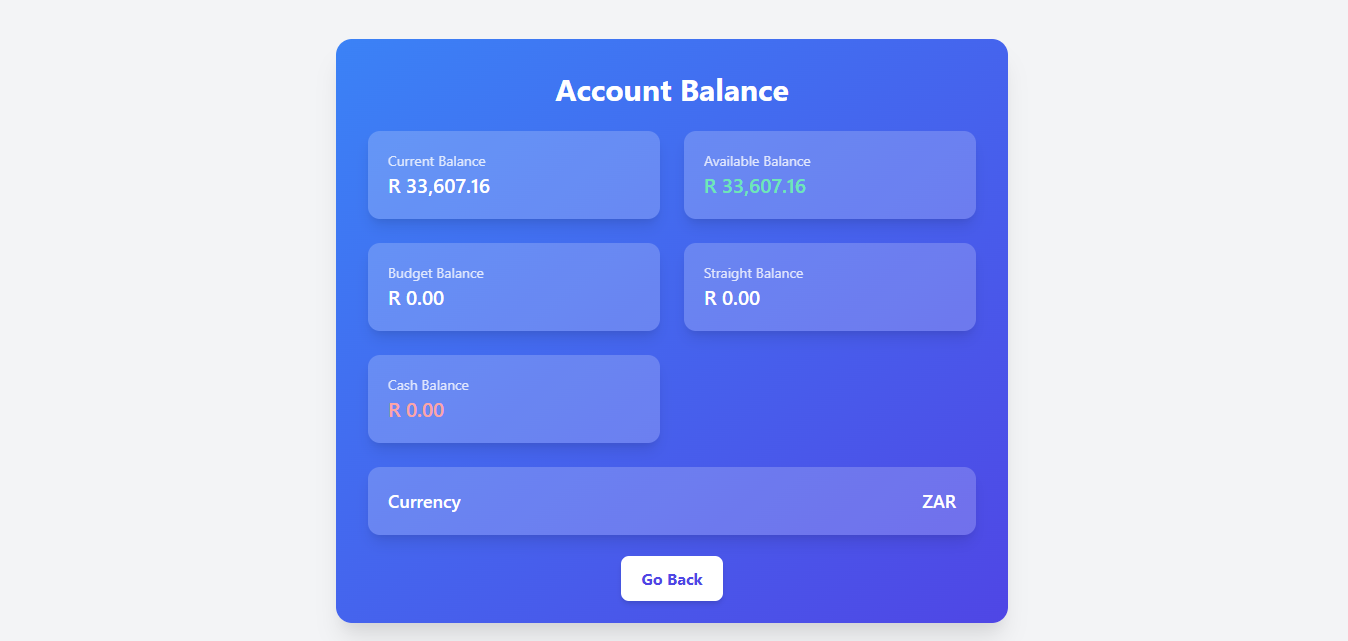 Account Balance
Current Balance
R 33,607.16
Available Balance
R 33,607.16
Budget Balance
R 0.00
Straight Balance
R 0.00
Cash Balance
R 0.00
Currency
ZAR
Go Back